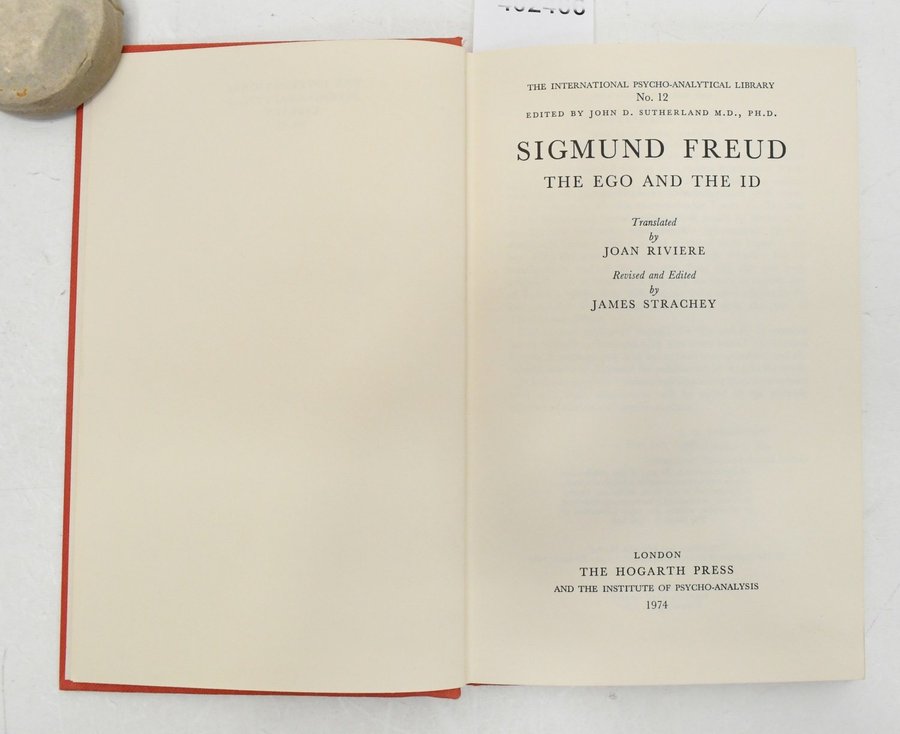 THE INTERNATIONAL PSYCHO-ANALYTICAL LIBRARY
No. 12
EDITED BY JOHN D. SUTHERLAND M.D., PH.D.
SIGMUND FREUD
THE EGO AND THE ID
Translated
by
JOAN RIVIERE
Revised and Edited
by
JAMES STRACHEY
LONDON
THE HOGARTH PRESS
AND THE INSTITUTE OF PSYCHO-ANALYSIS
1974